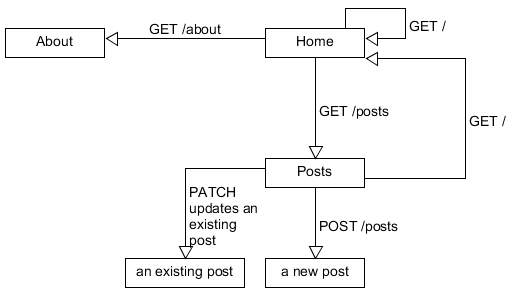 GET /about
GET /
About
Home
GET /posts
GET /
Posts
PATCH
updates an
existing
post
POST /posts
an existing post
a new post